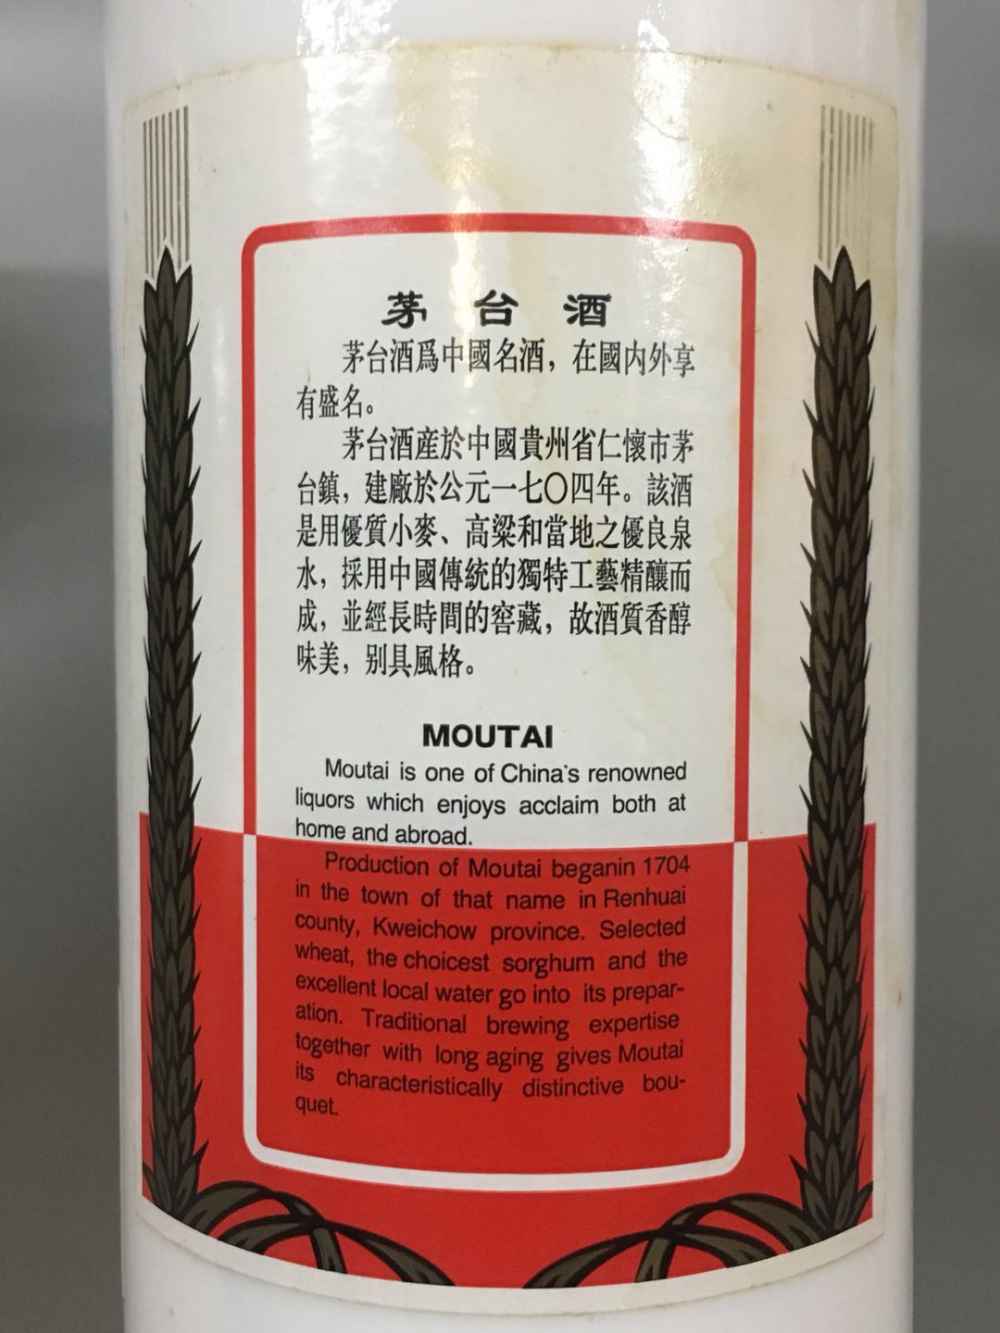 茅台酒
茅台酒爲中國名酒，在國内外享
有盛名。
茅台酒産於中國貴州省仁懷市茅
台鎮，建廠於公元一七〇四年。該酒
是用優質小麥、高粱和當地之優良泉
水，採用中國傳統的獨特工藝精釀而
成，並經長時間的窖藏，故酒質香醇
味美，别具風格。
MOUTAI
Moutai is one of China's renowned
liquors which enjoys acclaim both at
home and abroad.
Production of Moutai beganin 1704
in the town of that name in Renhuai
county, Kweichow province. Selected
wheat, the choicest sorghum and the
excellent local water go into its prepar-
ation. Traditional brewing expertise
together with long aging gives Moutai
its characteristically distinctive bou-
quet.